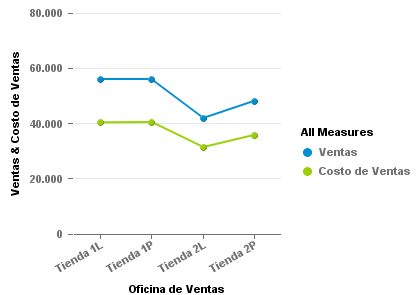 80.000
60.000
40.000
20.000
0
Ventas & Costo de Ventas
Tienda 1L
Tienda 1P
Tienda 2L
Tienda 2P
Oficina de Ventas
All Measures
Ventas
Costo de Ventas